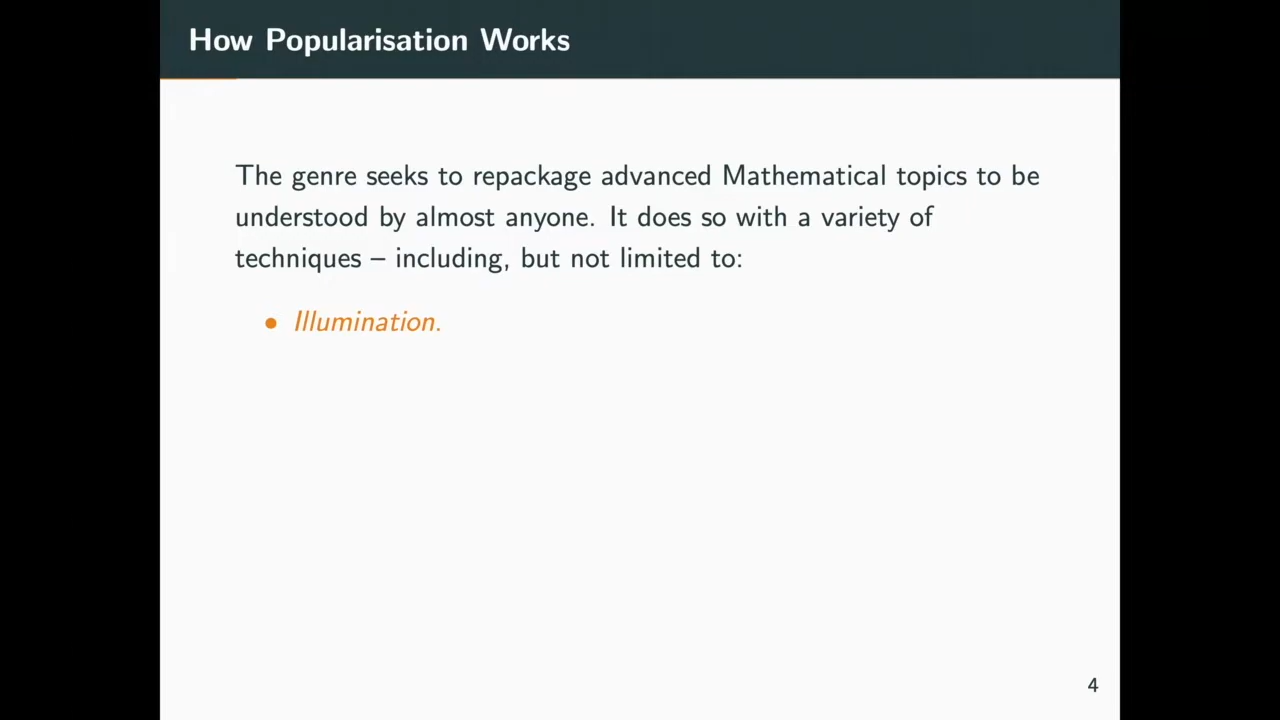 How Popularisation Works
The genre seeks to repackage advanced Mathematical topics to be
understood by almost anyone. It does so with a variety of
techniques – including, but not limited to:
• Illumination.
4